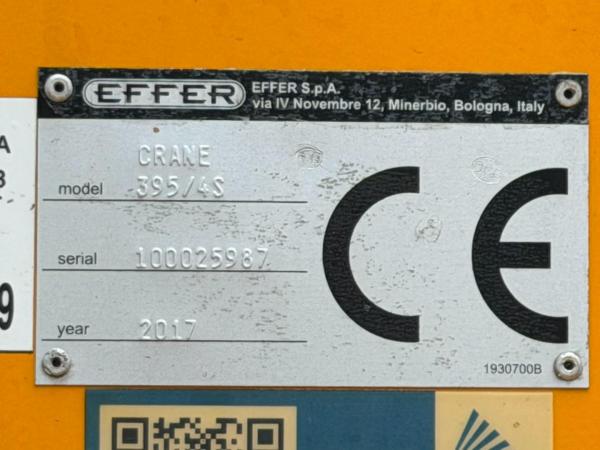 EFFER
EFFER S.p.A.
via IV Novembre 12, Minerbio, Bologna, Italy
CRANE
model 395/4S
serial 100025987
year 2017
CE
1930700B
A
9